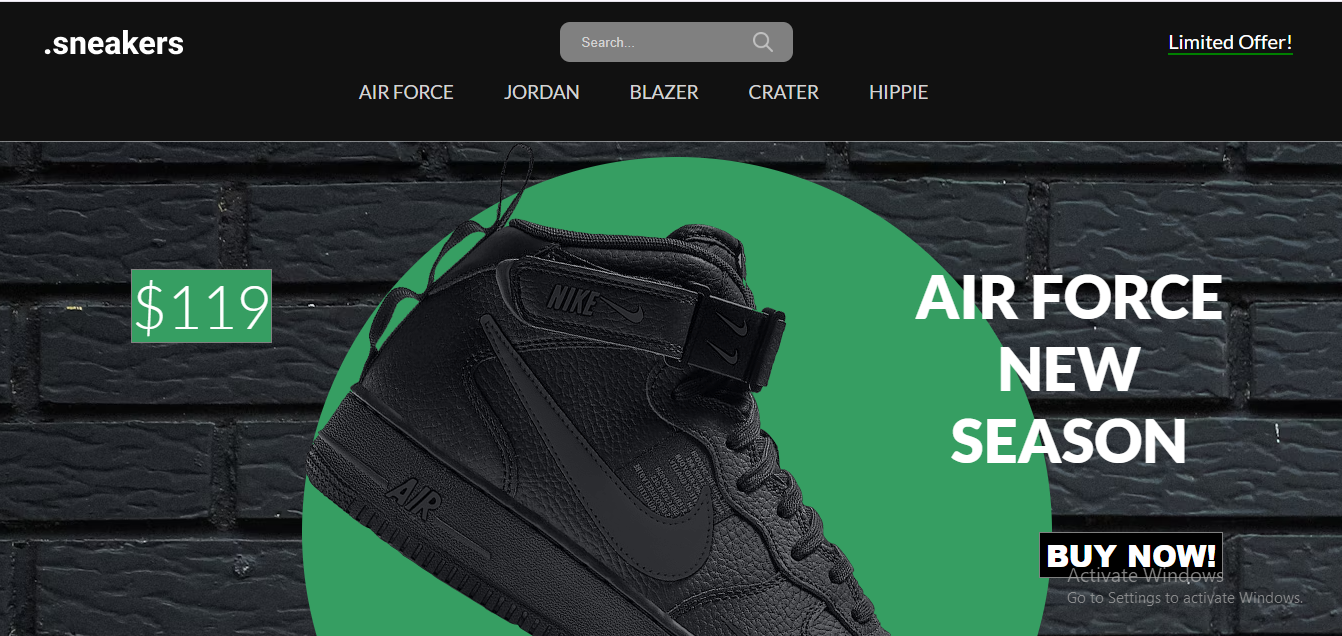 .sneakers
Search...
Limited Offer!
AIR FORCE JORDAN BLAZER CRATER HIPPIE
$119
NIKE
AIR
AIR FORCE
NEW
SEASON
BUY NOW!
Activate Windows
Go to Settings to activate Windows.